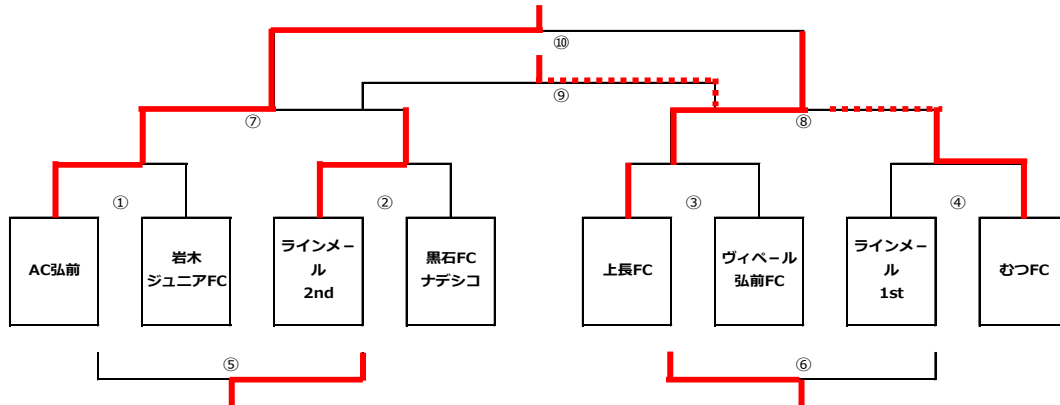 ⑩
⑨
⑦
⑧
①
②
③
④
AC弘前
岩木
ジュニアFC
ラインメー
ル
2nd
黒石FC
ナデシコ
上長FC
ヴィペール
弘前FC
ラインメー
ル
1st
むつFC
⑤
⑥